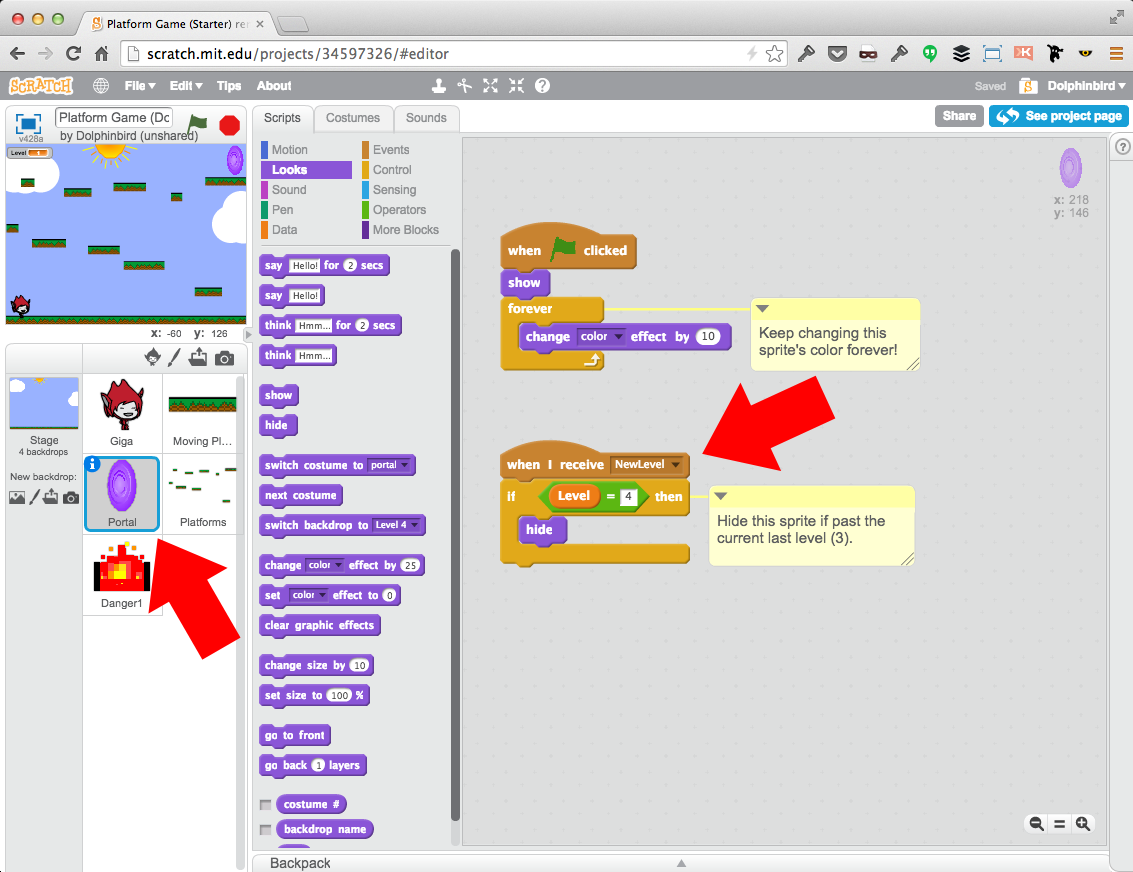 Platform Game (Starter) re
scratch.mit.edu/projects/34597326/#editor
SCRATCH
File
Edit
Tips
About
Saved
Dolphinbird
v428a
Platform Game (Dc
by Dolphinbird (unshared)
Level
x: -60 y: 126
Stage
4 backdrops
New backdrop:
Giga
Moving Pl...
Portal
Platforms
Danger1
Scripts
Costumes
Sounds
Motion
Looks
Sound
Pen
Data
Events
Control
Sensing
Operators
More Blocks
say Hello! for 2 secs
say Hello!
think Hmm... for 2 secs
think Hmm...
show
hide
switch costume to portal
next costume
switch backdrop to Level 4
change color effect by 25
set color effect to 0
clear graphic effects
change size by 10
set size to 100 %
go to front
go back 1 layers
costume #
backdrop name
Share
See project page
x: 218
y: 146
when clicked
show
forever
change color effect by 10
Keep changing this
sprite's color forever!
when I receive NewLevel
if Level = 4 then
hide
Hide this sprite if past the
current last level (3).
Backpack